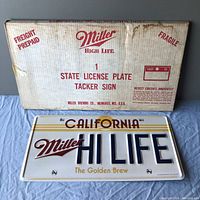 FREIGHT
PREPAID
Miller
HIGH LIFE
FRAGILE
1
STATE LICENSE PLATE
TACKER SIGN
MILLER BREWING CO., MILWAUKEE, WIS. U.S.A.
CALIFORNIA
Miller HI LIFE
The Golden Brew